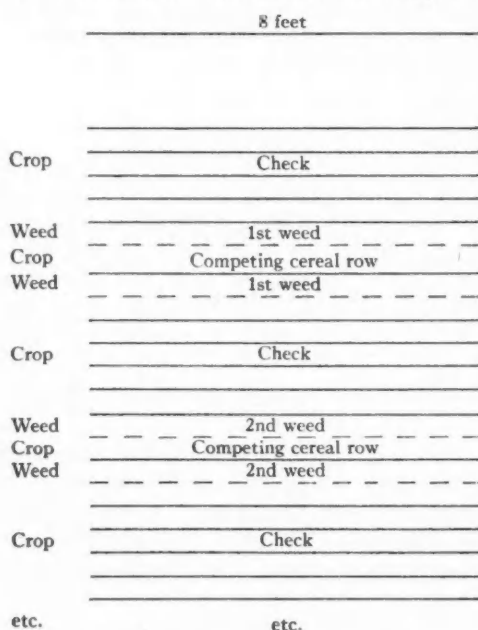 8 feet
Crop Check
Weed 1st weed
Crop Competing cereal row
Weed 1st weed
Crop Check
Weed 2nd weed
Crop Competing cereal row
Weed 2nd weed
Crop Check
etc. etc.